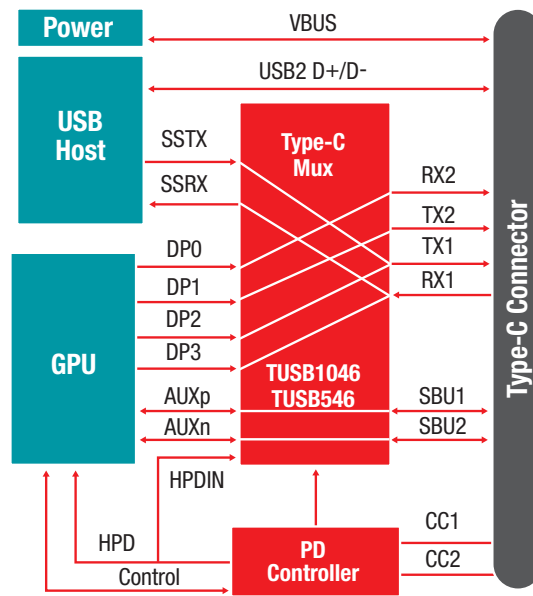 Power
VBUS
USB2 D+/D-
USB
Host
SSTX
SSRX
Type-C
Mux
RX2
TX2
TX1
RX1
Type-C Connector
GPU
DP0
DP1
DP2
DP3
AUXp
AUXn
TUSB1046
TUSB546
SBU1
SBU2
HPDIN
HPD
Control
PD
Controller
CC1
CC2